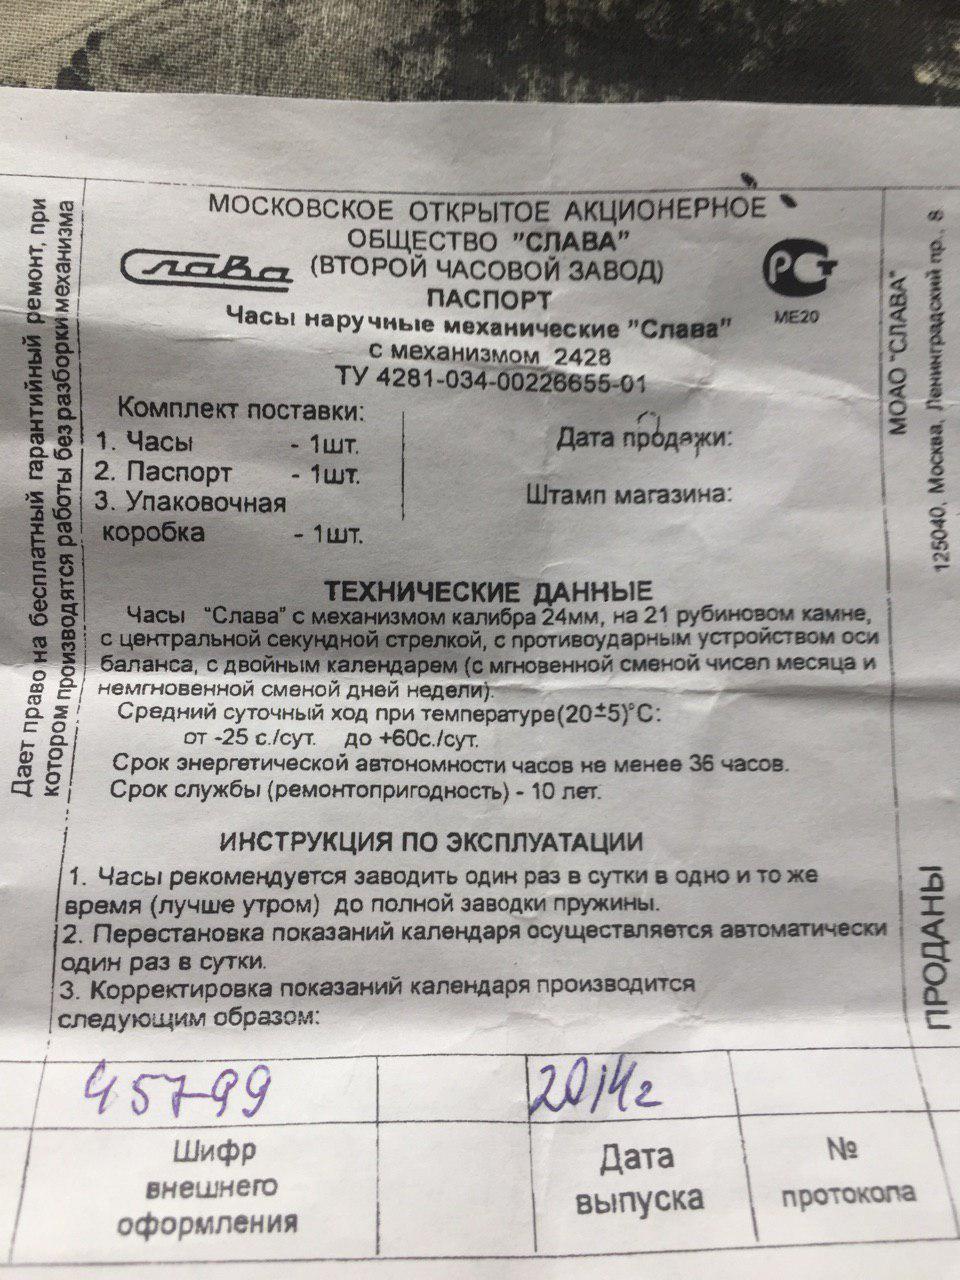 Дает право на бесплатный гарантийный ремонт, при
котором производятся работы без разборки механизма
МОСКОВСКОЕ ОТКРЫТОЕ АКЦИОНЕРНОЕ
ОБЩЕСТВО "СЛАВА"
Слава
(ВТОРОЙ ЧАСОВОЙ ЗАВОД)
РСТ
ПАСПОРТ
МЕ20
Часы наручные механические "Слава"
с механизмом 2428
ТУ 4281-034-00226655-01
Комплект поставки:
1. Часы - 1шт.
2. Паспорт - 1шт.
3. Упаковочная
коробка - 1шт.
Дата продажи:
Штамп магазина:
ТЕХНИЧЕСКИЕ ДАННЫЕ
Часы "Слава" с механизмом калибра 24мм, на 21 рубиновом камне,
с центральной секундной стрелкой, с противоударным устройством оси
баланса, с двойным календарем (с мгновенной сменой чисел месяца и
немгновенной сменой дней недели).
Средний суточный ход при температуре(20±5)°С:
от -25 с./сут. до +60с./сут.
Срок энергетической автономности часов не менее 36 часов.
Срок службы (ремонтопригодность) - 10 лет.
ИНСТРУКЦИЯ ПО ЭКСПЛУАТАЦИИ
1. Часы рекомендуется заводить один раз в сутки в одно и то же
время (лучше утром) до полной заводки пружины.
2. Перестановка показаний календаря осуществляется автоматически
один раз в сутки.
3. Корректировка показаний календаря производится
следующим образом:
МОАО "СЛАВА"
125040, Москва, Ленинградский пр., 8
ПРОДАНЫ
45799
2014г
Шифр
внешнего
оформления
Дата
выпуска
№
протокола